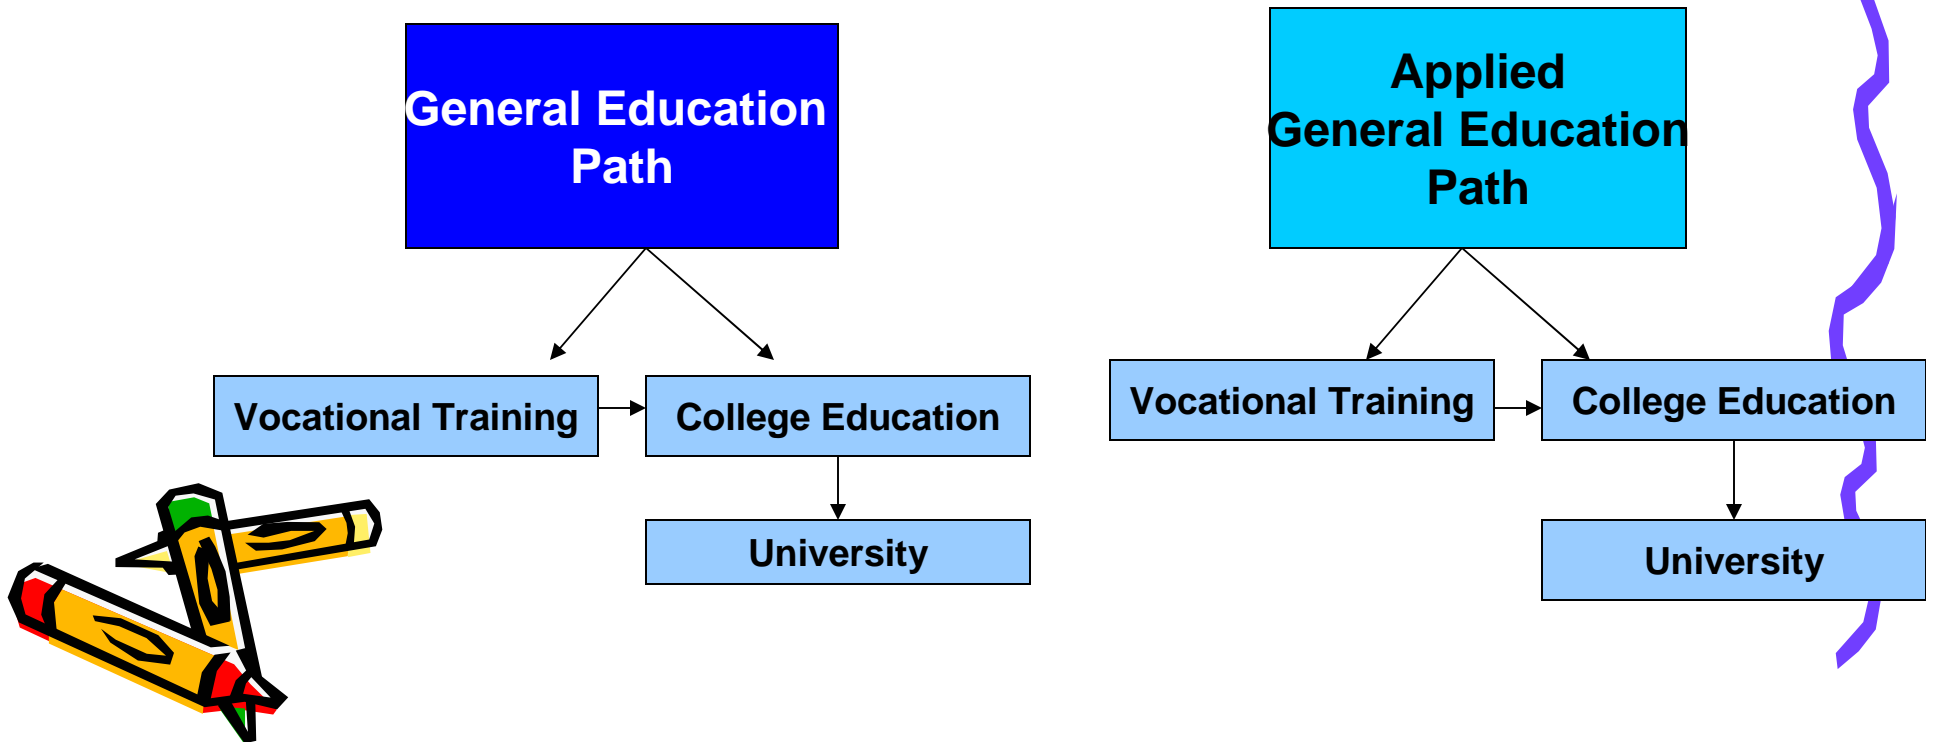 General Education
Path
Vocational Training
College Education
University
Applied
General Education
Path
Vocational Training
College Education
University